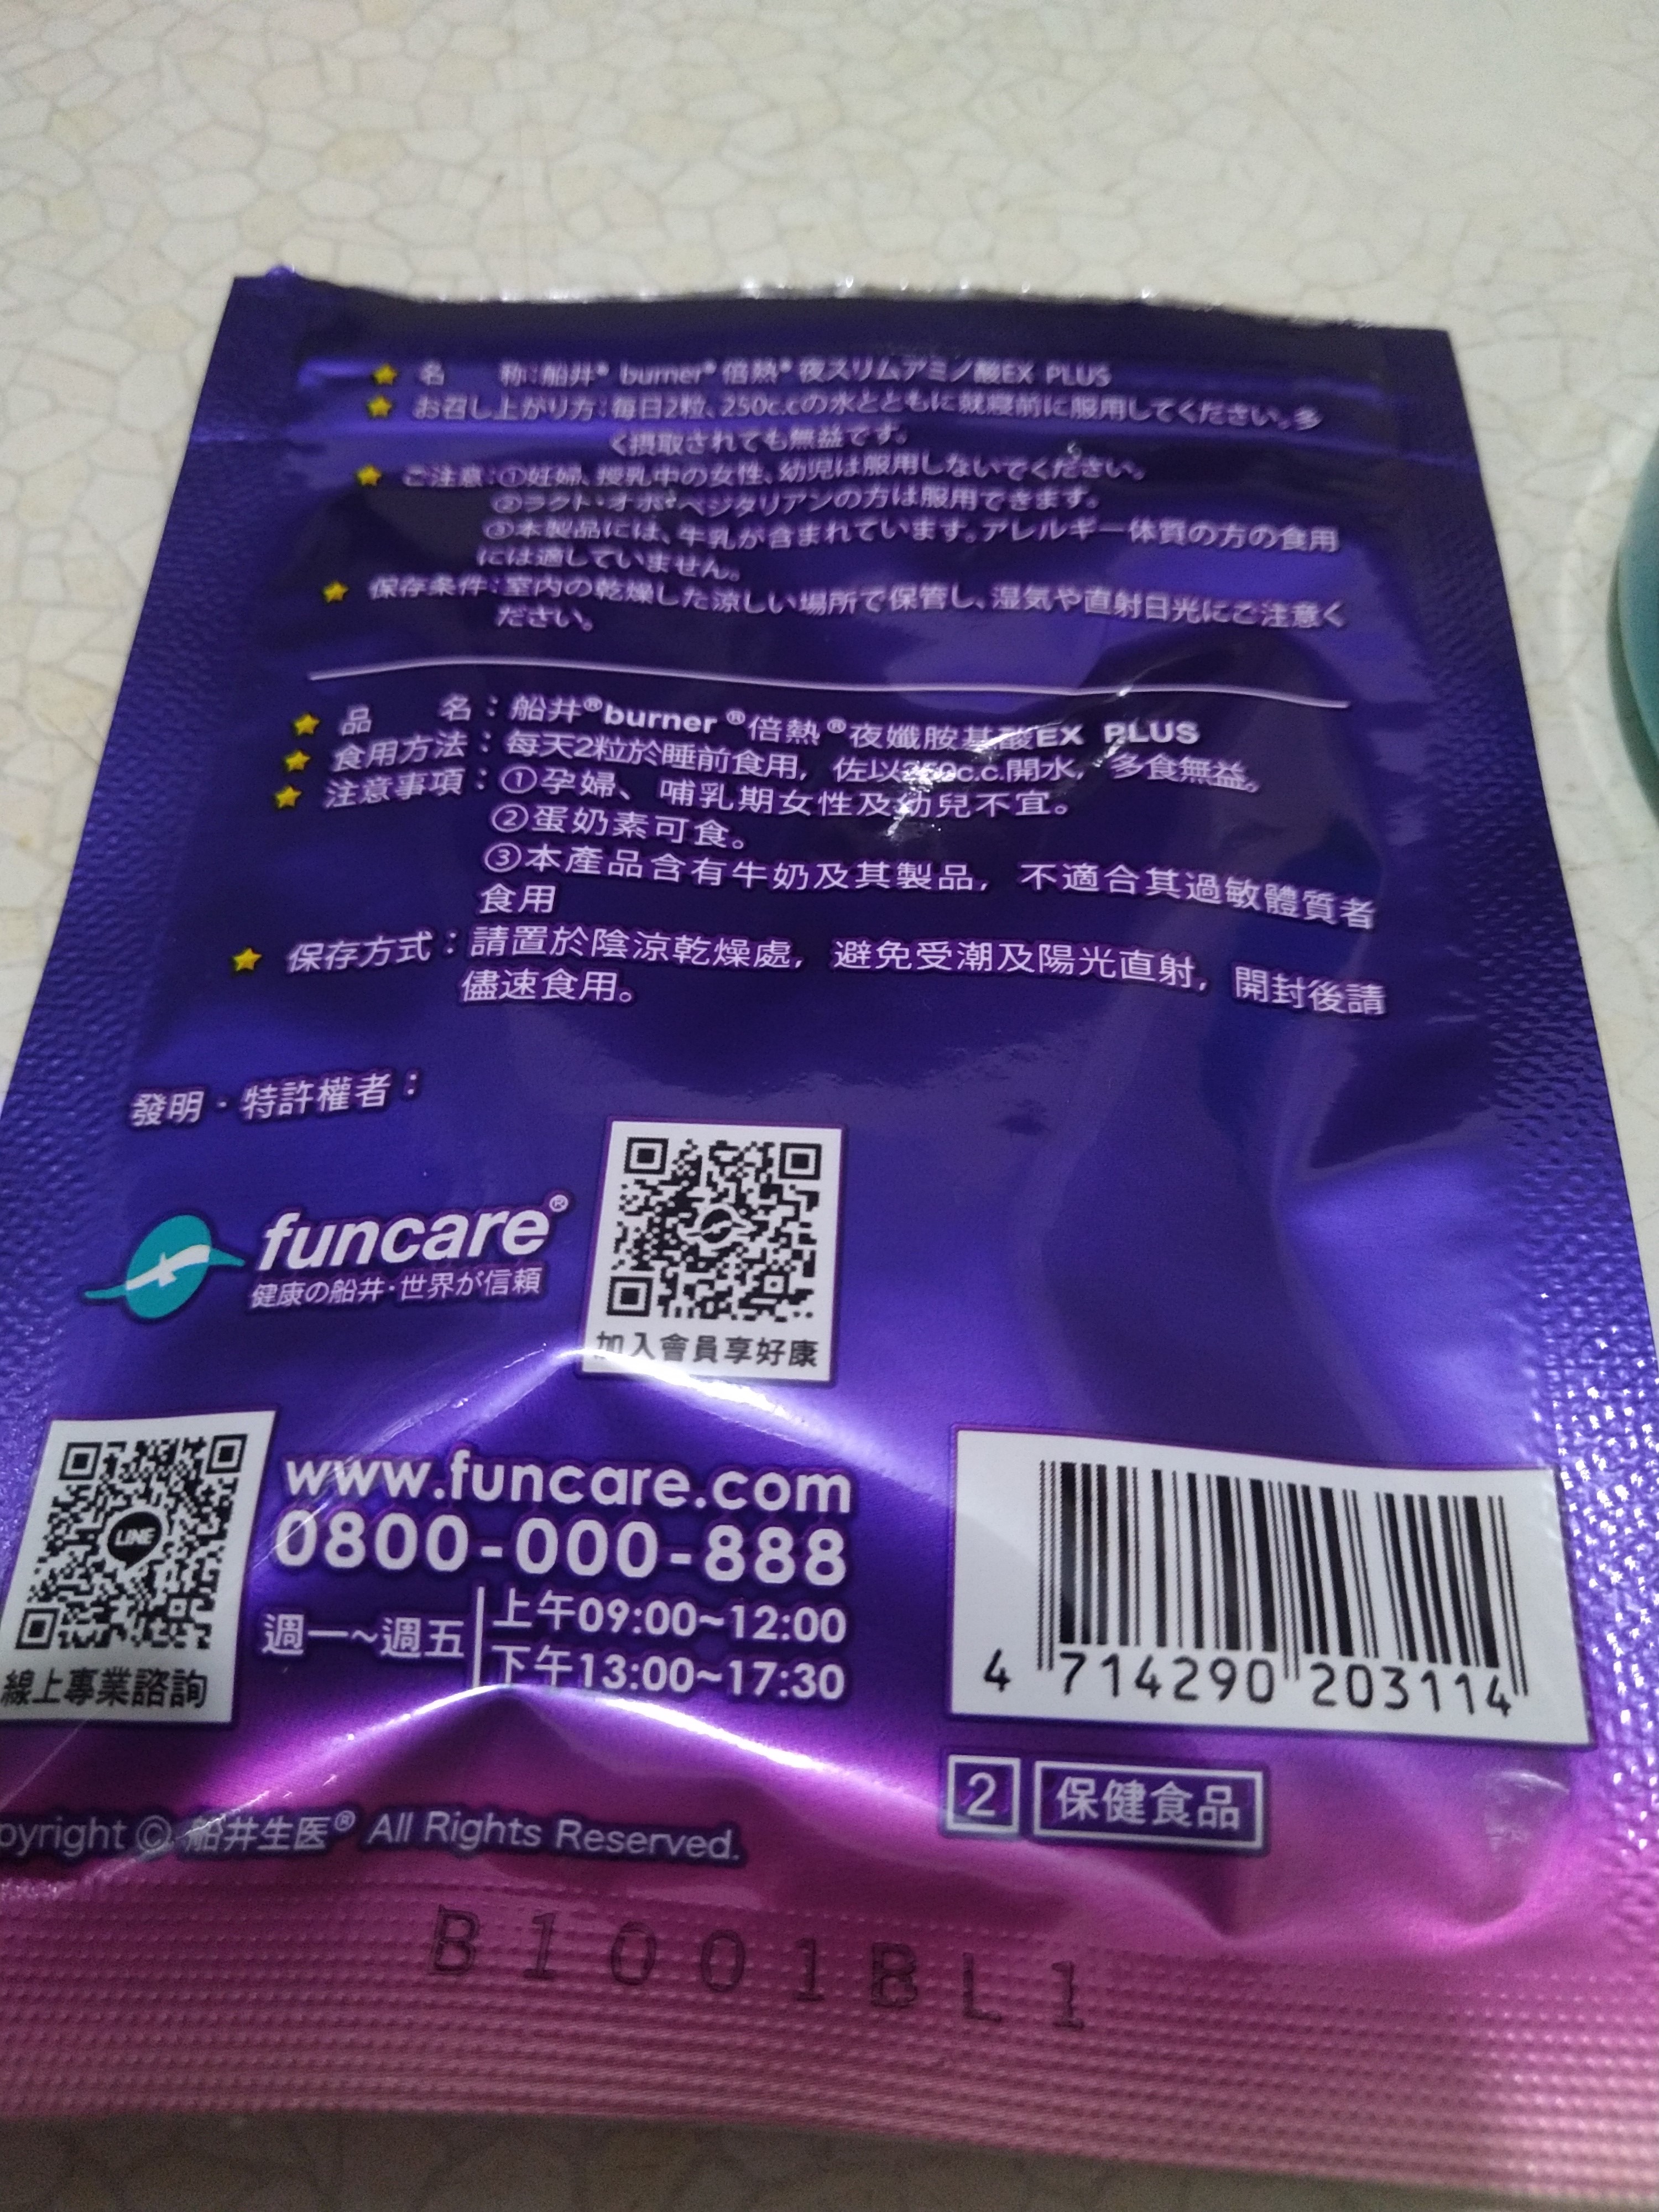 名 称:船井® burner® 倍熱® 夜スリムアミノ酸EX PLUS
お召し上がり方:毎日2粒、250c.cの水とともに就寝前に服用してください。多
く摂取されても無益です。
ご注意:①妊婦、授乳中の女性、幼児は服用しないでください。
②ラクト・オボ・ベジタリアンの方は服用できます。
③本製品には、牛乳が含まれています。アレルギー体質の方の食用
には適していません。
保存条件:室内の乾燥した涼しい場所で保管し、湿気や直射日光にご注意く
ださい。
品 名：船井®burner®倍熱®夜孅胺基酸EX PLUS
食用方法：每天2粒於睡前食用，佐以250c.c.開水，多食無益。
注意事項：①孕婦、哺乳期女性及幼兒不宜。
②蛋奶素可食。
③本產品含有牛奶及其製品，不適合其過敏體質者
食用
保存方式：請置於陰涼乾燥處，避免受潮及陽光直射，開封後請
儘速食用。
發明·特許權者：
funcare®
健康の船井·世界が信頼
加入會員享好康
LINE
線上專業諮詢
www.funcare.com
0800-000-888
週一~週五
上午09:00~12:00
下午13:00~17:30
4 714290 203114
2 保健食品
opyright © 船井生医® All Rights Reserved.
B1001BL1